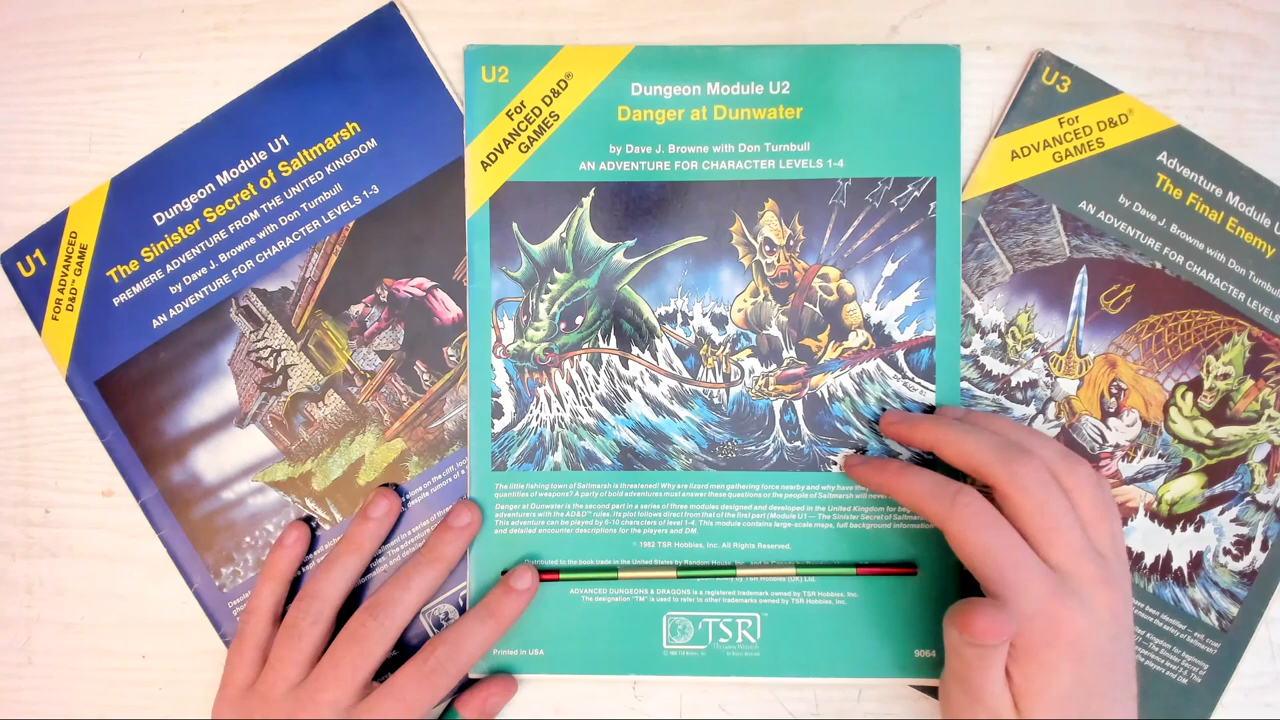 U1
FOR ADVANCED
D&D™ GAME
Dungeon Module U1
The Sinister Secret of Saltmarsh
PREMIERE ADVENTURE FROM THE UNITED KINGDOM
by Dave J. Browne with Don Turnbull
AN ADVENTURE FOR CHARACTER LEVELS 1-3
U2
For
ADVANCED D&D®
GAMES
Dungeon Module U2
Danger at Dunwater
by Dave J. Browne with Don Turnbull
AN ADVENTURE FOR CHARACTER LEVELS 1-4
The little fishing town of Saltmarsh is threatened! Why are lizard men gathering force nearby and why have
quantities of weapons? A party of bold adventures must answer these questions or the people of Saltmarsh will never
Danger at Dunwater is the second part in a series of three modules designed and developed in the United Kingdom for
adventurers with the AD&D™ rules. Its plot follows direct from that of the first part (Module U1 — The Sinister Secret of
This adventure can be played by 6-10 characters of level 1-4. This module contains large-scale maps, full background information
and detailed encounter descriptions for the players and DM.
© 1982 TSR Hobbies, Inc. All Rights Reserved.
Distributed to the book trade in the United States by Random House, Inc. and in Canada by Random House
by TSR Hobbies (UK) Ltd.
ADVANCED DUNGEONS & DRAGONS is a registered trademark owned by TSR Hobbies, Inc.
The designation "TM" is used to refer to other trademarks owned by TSR Hobbies, Inc.
TSR
Printed in USA
9064
U3
For
ADVANCED D&D®
GAMES
Adventure Module
The Final Enemy
by Dave J. Browne with Don Turnbull
AN ADVENTURE FOR CHARACTER LEVELS